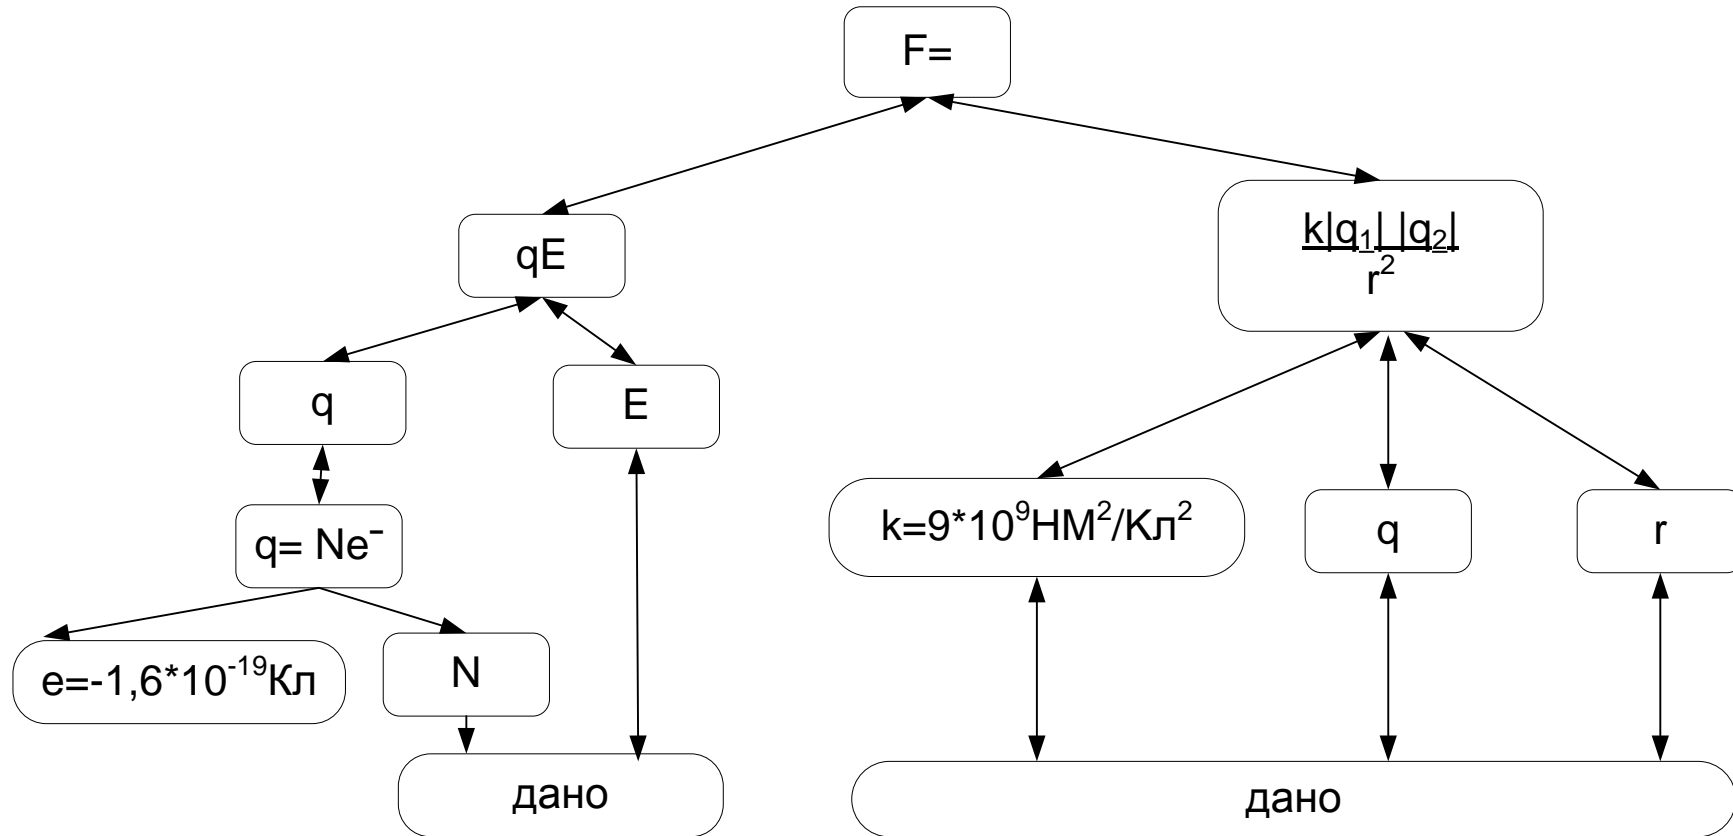 F=
qE
k|q₁| |q₂|
r²
q
E
q= Ne⁻
k=9*10⁹НМ²/Кл²
q
r
e=-1,6*10⁻¹⁹Кл
N
дано
дано